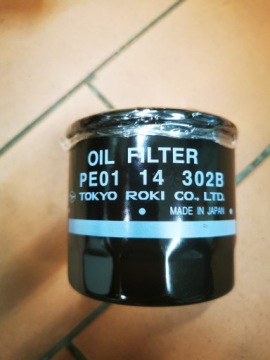 OIL FILTER
PE01 14 302B
TOKYO ROKI CO., LTD.
MADE IN JAPAN